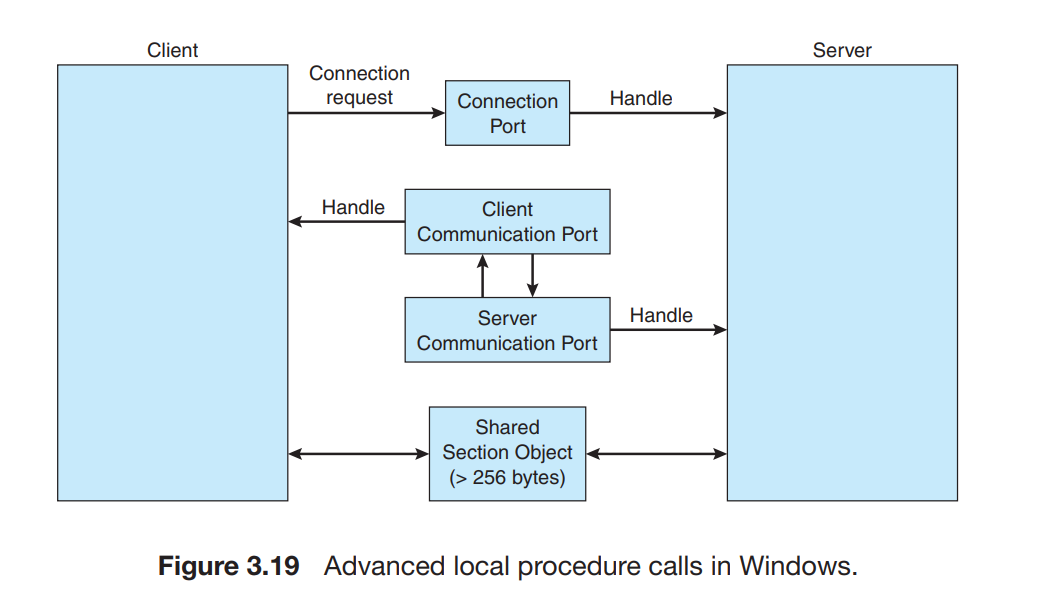 Client
Server
Connection
request
Connection
Port
Handle
Handle
Client
Communication Port
Server
Communication Port
Handle
Shared
Section Object
(> 256 bytes)
Figure 3.19 Advanced local procedure calls in Windows.